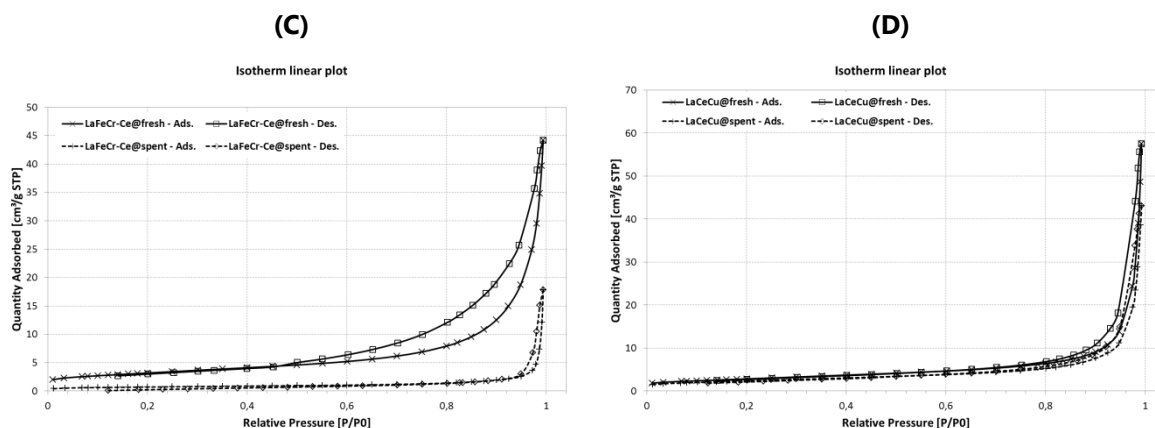 (C)
Isotherm linear plot
LaFeCr-Ce@fresh - Ads. LaFeCr-Ce@fresh - Des.
LaFeCr-Ce@spent - Ads. LaFeCr-Ce@spent - Des.
Quantity Adsorbed [cm³/g STP]
50
45
40
35
30
25
20
15
10
5
0
0 0,2 0,4 0,6 0,8 1
Relative Pressure [P/P0]
(D)
Isotherm linear plot
LaCeCu@fresh - Ads. LaCeCu@fresh - Des.
LaCeCu@spent - Ads. LaCeCu@spent - Des.
Quantity Adsorbed [cm³/g STP]
70
60
50
40
30
20
10
0
0 0,2 0,4 0,6 0,8 1
Relative Pressure [P/P0]